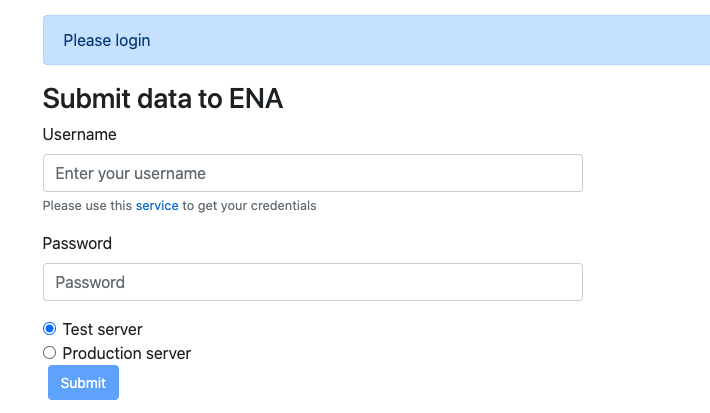 Please login
Submit data to ENA
Username
Enter your username
Please use this service to get your credentials
Password
Password
Test server
Production server
Submit